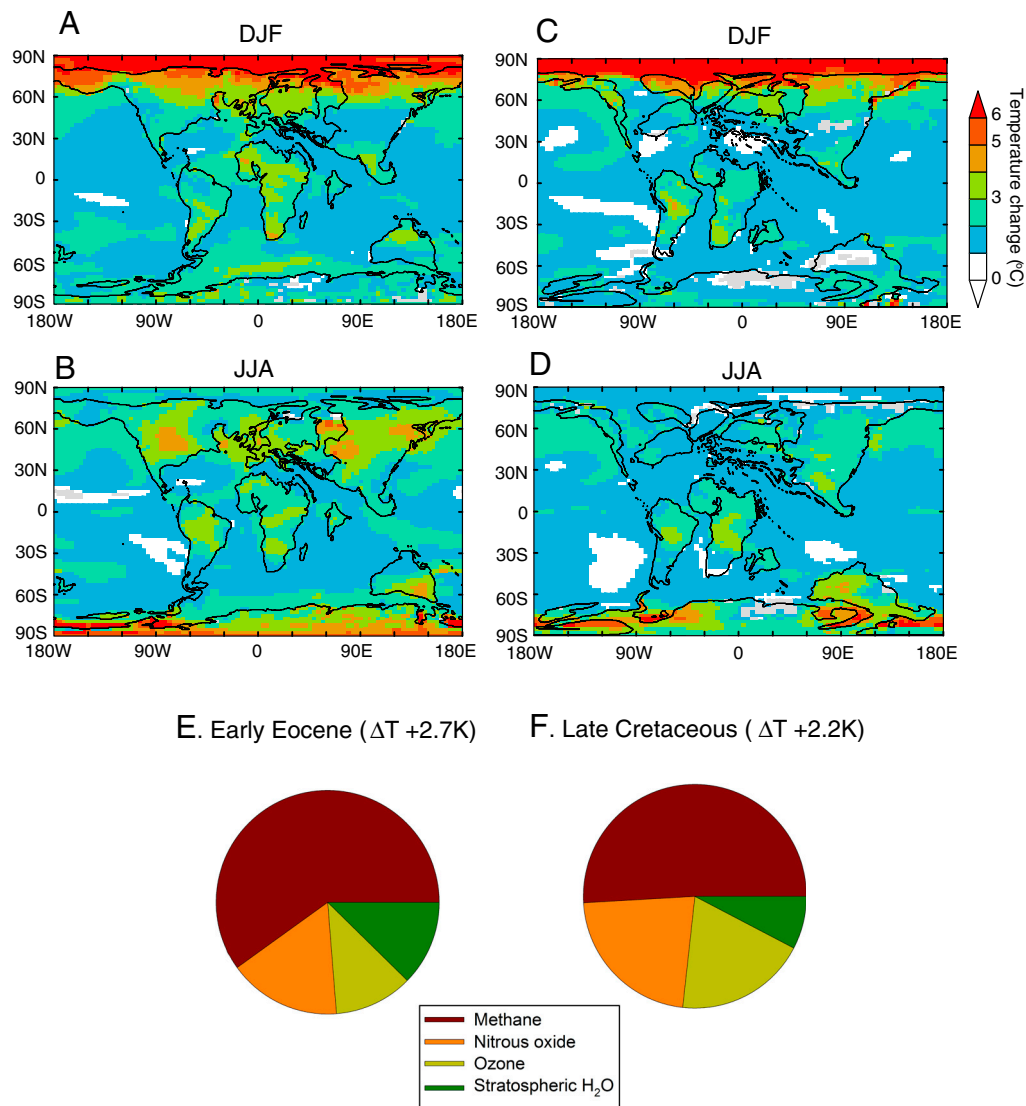 A
DJF
90N
60N
30N
0
30S
60S
90S
180W
90W
0
90E
180E
C
DJF
90N
60N
30N
0
30S
60S
90S
180W
90W
0
90E
180E
6
5
3
2
0
Temperature change (ºC)
B
JJA
90N
60N
30N
0
30S
60S
90S
180W
90W
0
90E
180E
D
JJA
90N
60N
30N
0
30S
60S
90S
180W
90W
0
90E
180E
E. Early Eocene (ΔT +2.7K)
F. Late Cretaceous ( ΔT +2.2K)
Methane
Nitrous oxide
Ozone
Stratospheric H₂O